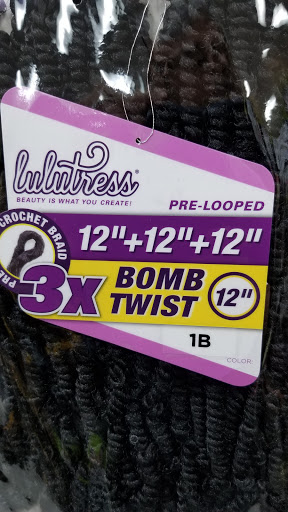 lulutress®
BEAUTY IS WHAT YOU CREATE!
PRE-LOOPED
CROCHET BRAID
12"+12"+12"
3X
BOMB
TWIST
12"
1B
COLOR